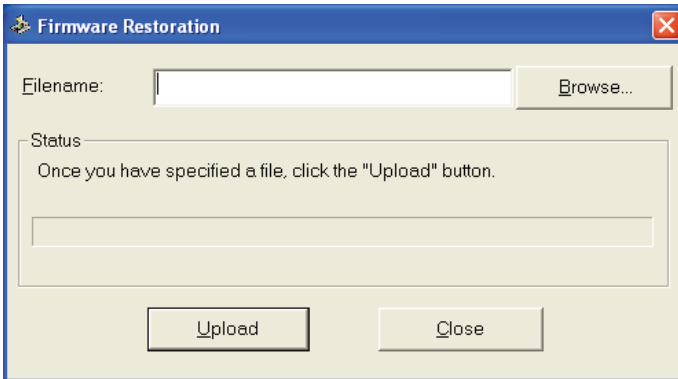 Firmware Restoration
Filename:
Browse...
Status
Once you have specified a file, click the "Upload" button.
Upload
Close